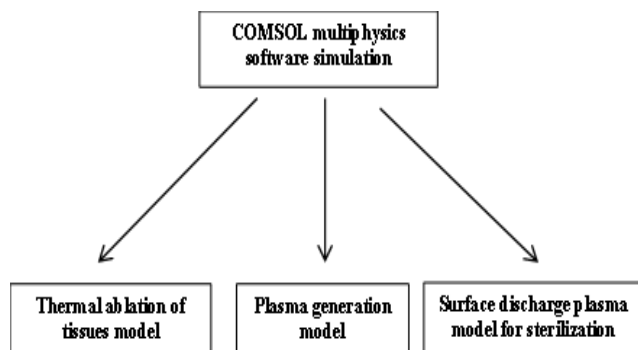 COMSOL multiphysics
software simulation
Thermal ablation of
tissues model
Plasma generation
model
Surface discharge plasma
model for sterilization